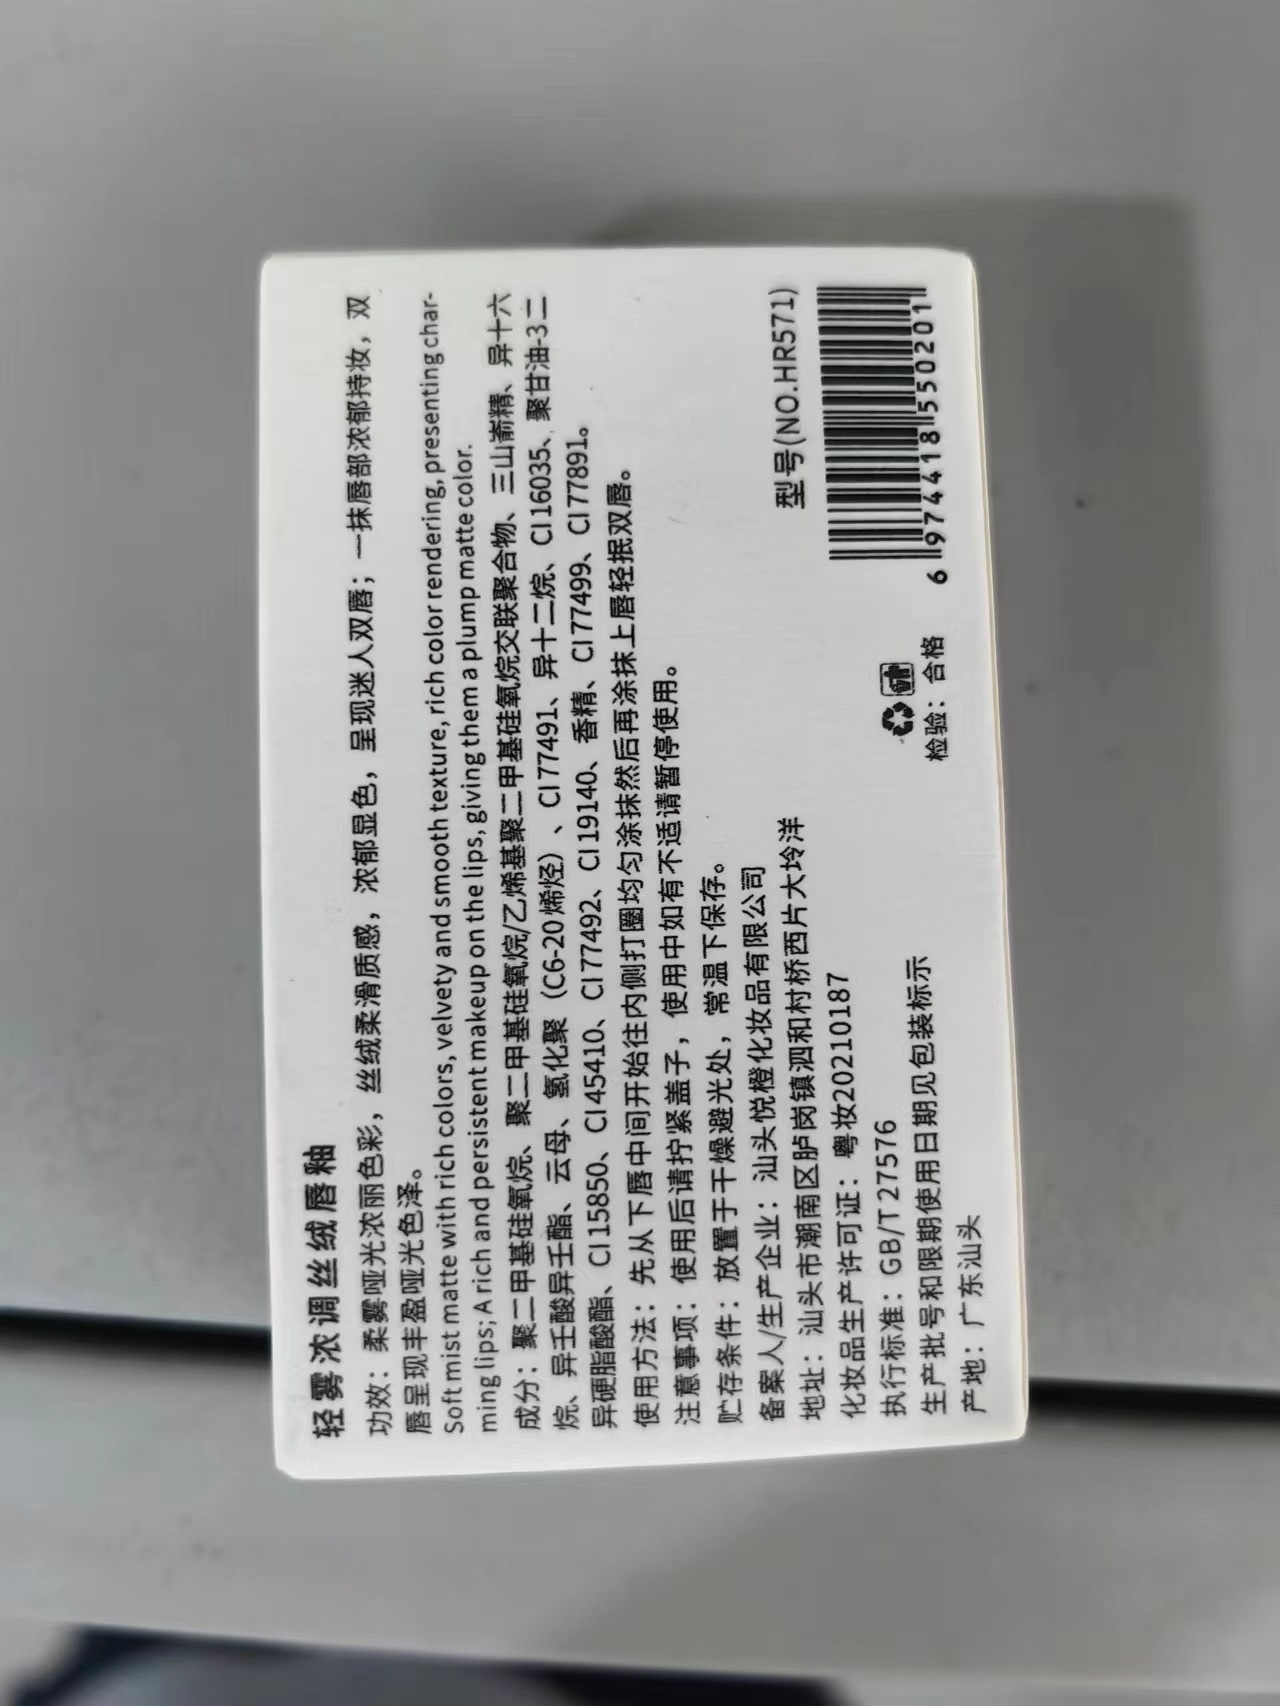 轻雾浓调丝绒唇釉
功效：柔雾哑光浓丽色彩，丝绒柔滑质感，浓郁显色，呈现迷人双唇；一抹唇部浓郁持妆，双
唇呈现丰盈哑光色泽。
Soft mist matte with rich colors, velvety and smooth texture, rich color rendering, presenting char-
ming lips; A rich and persistent makeup on the lips, giving them a plump matte color.
成分：聚二甲基硅氧烷、聚二甲基硅氧烷/乙烯基聚二甲基硅氧烷交联聚合物、三山嵛精、异十六
烷、异壬酸异壬酯、云母、氢化聚（C6-20烯烃）、CI 77491、异十二烷、CI 16035、聚甘油-3二
异硬脂酸酯、CI 15850、CI 45410、CI 77492、CI 19140、香精、CI 77499、CI 77891。
使用方法：先从下唇中间开始往内侧打圈均匀涂抹然后再涂抹上唇轻抿双唇。
注意事项：使用后请拧紧盖子，使用中如有不适请暂停使用。
贮存条件：放置于干燥避光处，常温下保存。
备案人/生产企业：汕头悦橙化妆品有限公司
地址：汕头市潮南区胪岗镇泗和村桥西片大坽洋
化妆品生产许可证：粤妆20210187
执行标准：GB/T27576
生产批号和限期使用日期见包装标示
产地：广东汕头
检验：合格
型号(NO.HR571)
6 974418 550201